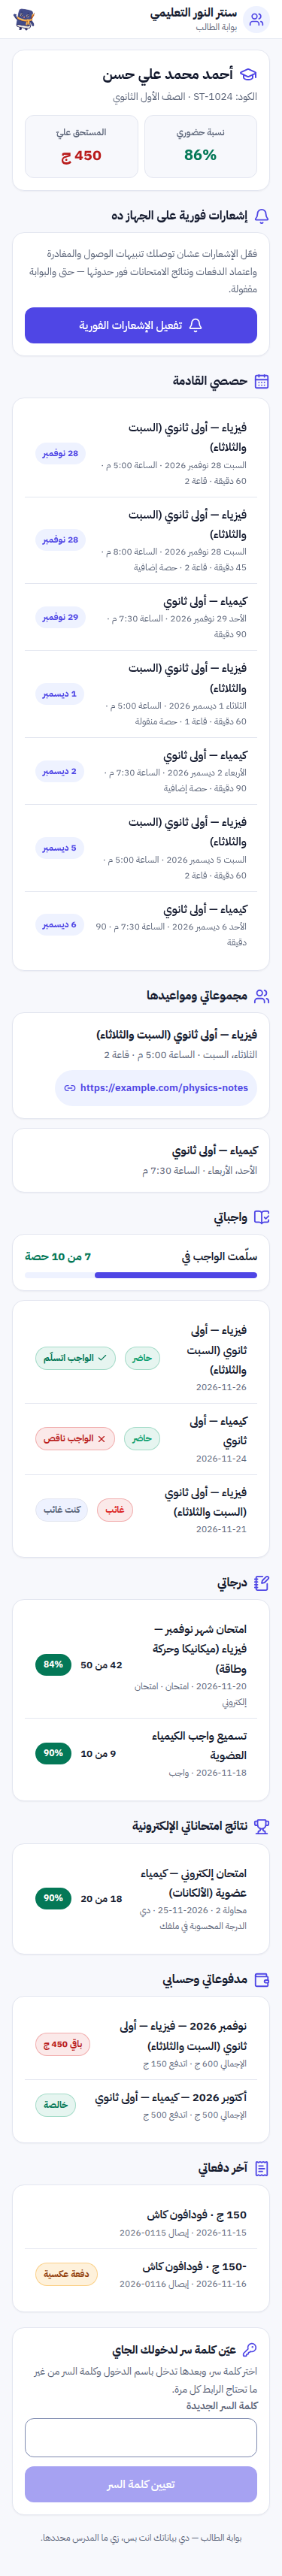 سنتر النور التعليمي
بوابة الطالب
أحمد محمد علي حسن
الكود: ST-1024 · الصف الأول الثانوي
نسبة حضوري
86%
المستحق عليّ
450 ج
إشعارات فورية على الجهاز ده
فعّل الإشعارات عشان توصلك تنبيهات الوصول والمغادرة
واعتماد الدفعات ونتائج الامتحانات فور حدوثها — حتى والبوابة
مقفولة.
تفعيل الإشعارات الفورية
حصصي القادمة
فيزياء — أولى ثانوي (السبت
والثلاثاء)
السبت 28 نوفمبر 2026 · الساعة 5:00 م ·
60 دقيقة · قاعة 2
28 نوفمبر
فيزياء — أولى ثانوي (السبت
والثلاثاء)
السبت 28 نوفمبر 2026 · الساعة 8:00 م ·
45 دقيقة · قاعة 2 · حصة إضافية
28 نوفمبر
كيمياء — أولى ثانوي
الأحد 29 نوفمبر 2026 · الساعة 7:30 م ·
90 دقيقة
29 نوفمبر
فيزياء — أولى ثانوي (السبت
والثلاثاء)
الثلاثاء 1 ديسمبر 2026 · الساعة 5:00 م ·
60 دقيقة · قاعة 1 · حصة منقولة
1 ديسمبر
كيمياء — أولى ثانوي
الأربعاء 2 ديسمبر 2026 · الساعة 7:30 م ·
90 دقيقة · حصة إضافية
2 ديسمبر
فيزياء — أولى ثانوي (السبت
والثلاثاء)
السبت 5 ديسمبر 2026 · الساعة 5:00 م ·
60 دقيقة · قاعة 2
5 ديسمبر
كيمياء — أولى ثانوي
الأحد 6 ديسمبر 2026 · الساعة 7:30 م · 90
دقيقة
6 ديسمبر
مجموعاتي ومواعيدها
فيزياء — أولى ثانوي (السبت والثلاثاء)
الثلاثاء، السبت · الساعة 5:00 م · قاعة 2
https://example.com/physics-notes
كيمياء — أولى ثانوي
الأحد، الأربعاء · الساعة 7:30 م
واجباتي
سلّمت الواجب في
7 من 10 حصة
فيزياء — أولى
ثانوي (السبت
والثلاثاء)
2026-11-26
حاضر
الواجب اتسلّم
كيمياء — أولى
ثانوي
2026-11-24
حاضر
الواجب ناقص
فيزياء — أولى ثانوي
(السبت والثلاثاء)
2026-11-21
غائب
كنت غائب
درجاتي
امتحان شهر نوفمبر —
فيزياء (ميكانيكا وحركة
وطاقة)
2026-11-20 · امتحان · امتحان
إلكتروني
42 من 50
84%
تسميع واجب الكيمياء
العضوية
2026-11-18 · واجب
9 من 10
90%
نتائج امتحاناتي الإلكترونية
امتحان إلكتروني — كيمياء
عضوية (الألكانات)
محاولة 2 · 2026-11-25 · دي
الدرجة المحسوبة في ملفك
18 من 20
90%
مدفوعاتي وحسابي
نوفمبر 2026 — فيزياء — أولى
ثانوي (السبت والثلاثاء)
الإجمالي 600 ج · اتدفع 150 ج
باقي 450 ج
أكتوبر 2026 — كيمياء — أولى ثانوي
الإجمالي 500 ج · اتدفع 500 ج
خالصة
آخر دفعاتي
150 ج · فودافون كاش
2026-11-15 · إيصال 0115-2026
-150 ج · فودافون كاش
2026-11-16 · إيصال 0116-2026
دفعة عكسية
عيّن كلمة سر لدخولك الجاي
اختر كلمة سر، وبعدها تدخل باسم الدخول وكلمة السر من غير
ما تحتاج الرابط كل مرة.
كلمة السر الجديدة
تعيين كلمة السر
بوابة الطالب — دي بياناتك انت بس، زي ما المدرس محددها.